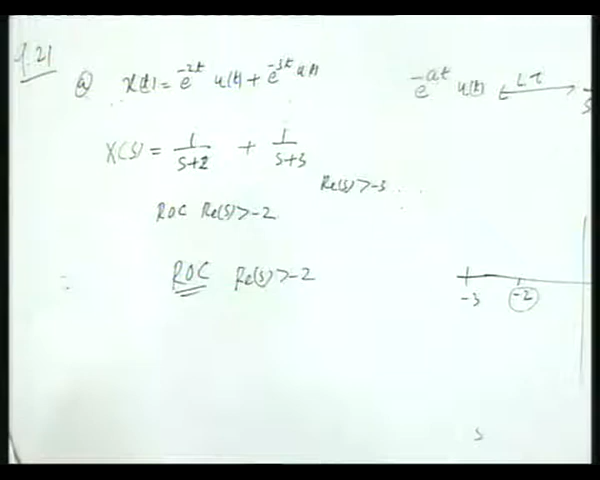 9.21
(a) x(t) = e^{-2t} u(t) + e^{-3t} u(t)
e^{-at} u(t) ⟷ LT
X(s) = 1/(s+2) + 1/(s+3)
Re(s) > -3
ROC Re(s) > -2
= ROC Re(s) > -2
-3 -2
s